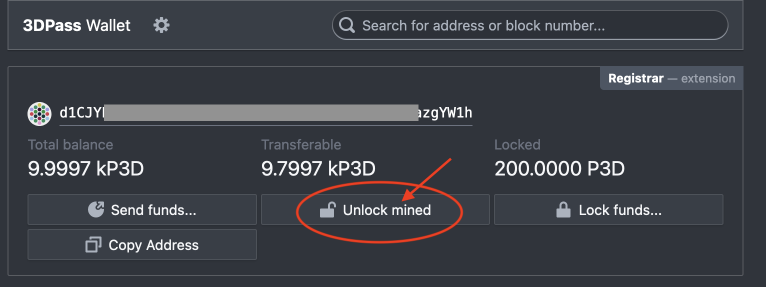 3DPass Wallet
Search for address or block number...
Registrar — extension
d1CJY azgYW1h
Total balance Transferable Locked
9.9997 kP3D 9.7997 kP3D 200.0000 P3D
Send funds... Unlock mined Lock funds...
Copy Address